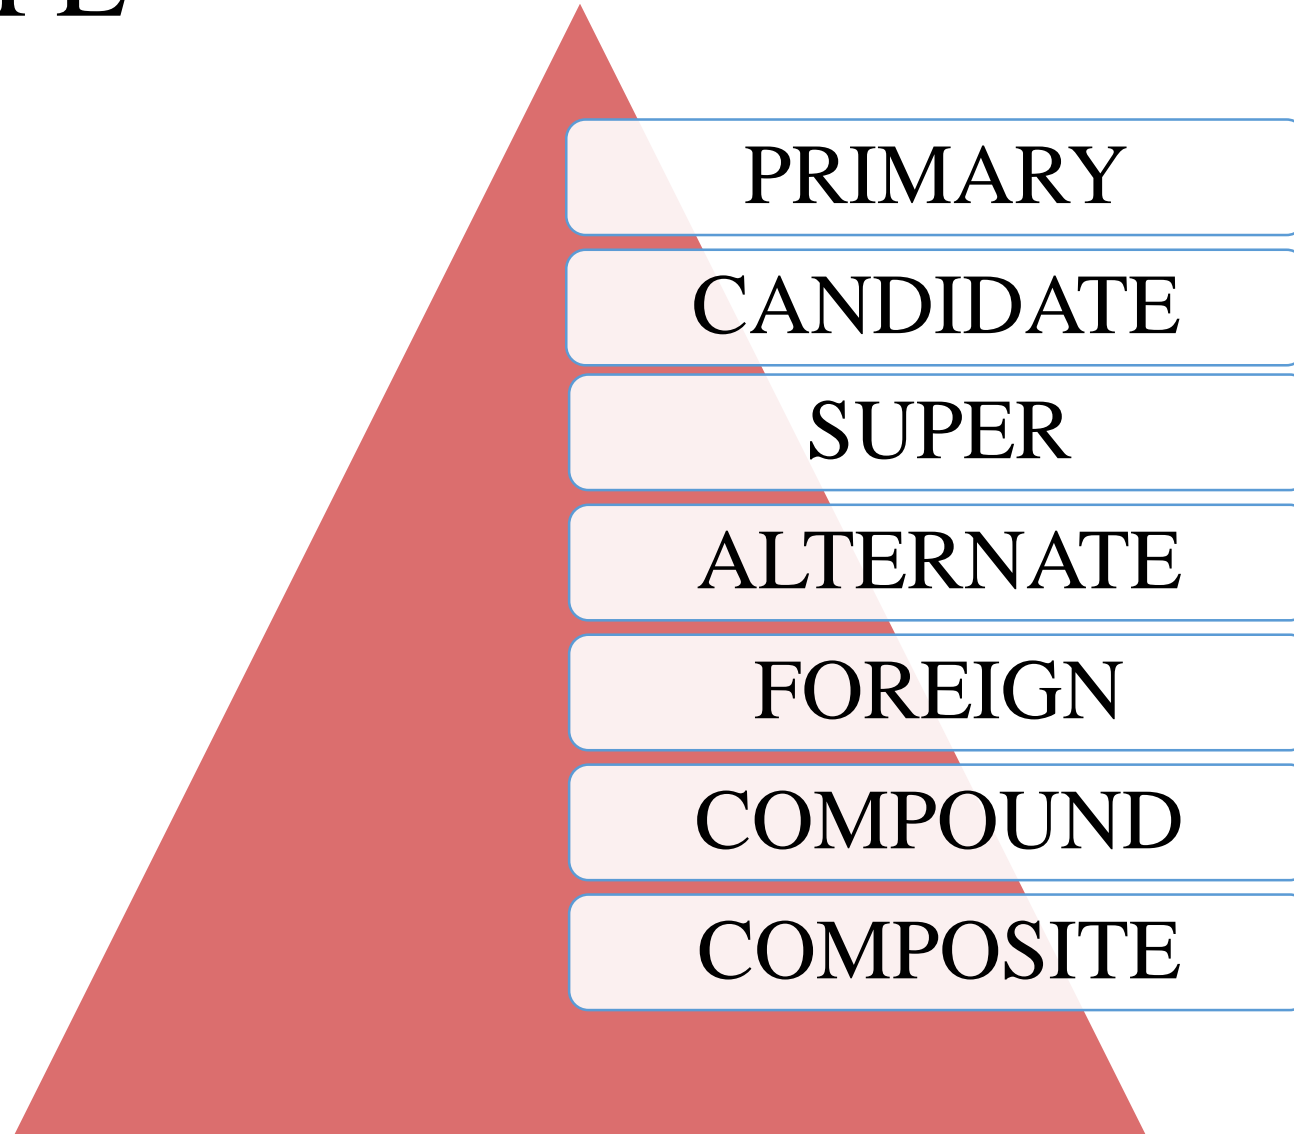 PRIMARY
CANDIDATE
SUPER
ALTERNATE
FOREIGN
COMPOUND
COMPOSITE